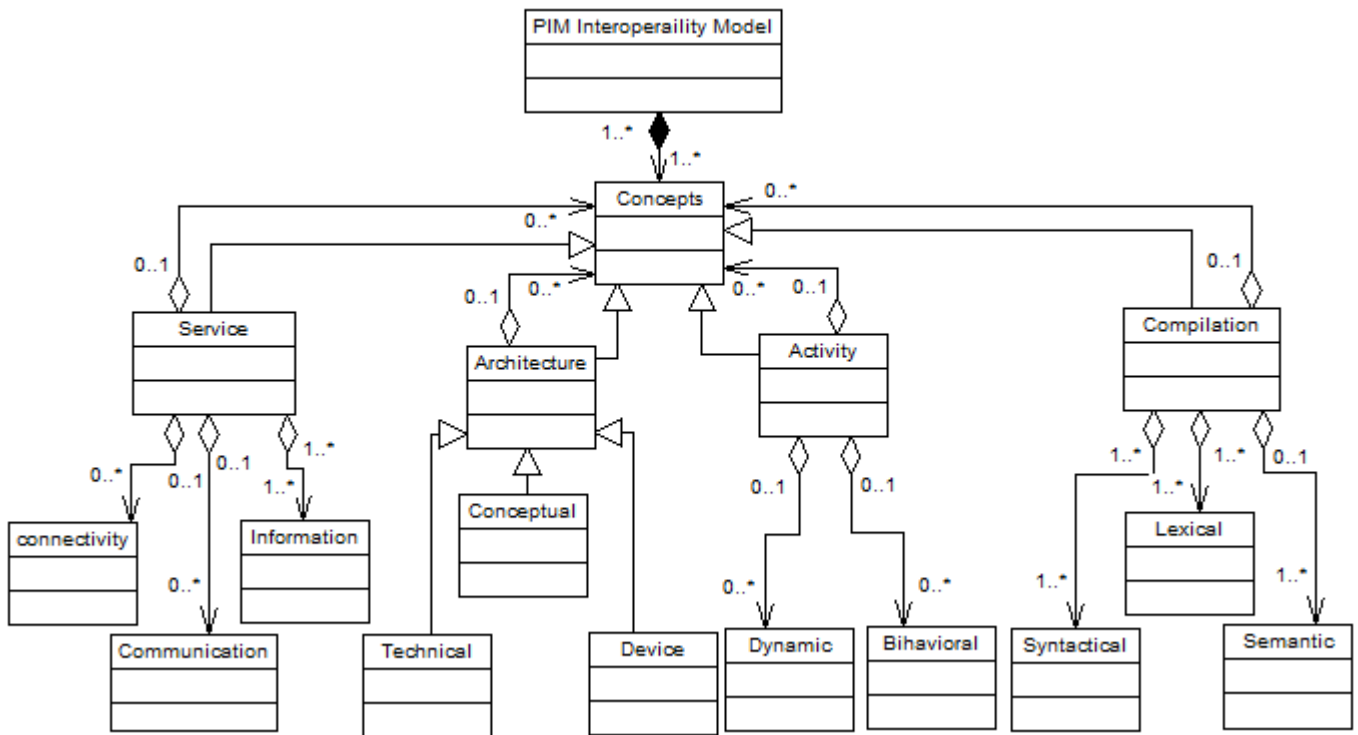 PIM Interoperaility Model
1..*
1..*
Concepts
0..*
0..*
0..1
0..1
0..1
0..*
0..*
0..1
Service
Architecture
Activity
Compilation
0..*
0..1
0..1
1..*
1..*
0..1
0..1
1..*
1..*
0..1
1..*
connectivity
Information
Conceptual
Lexical
0..*
0..*
0..*
1..*
1..*
Communication
Technical
Device
Dynamic
Bihavioral
Syntactical
Semantic